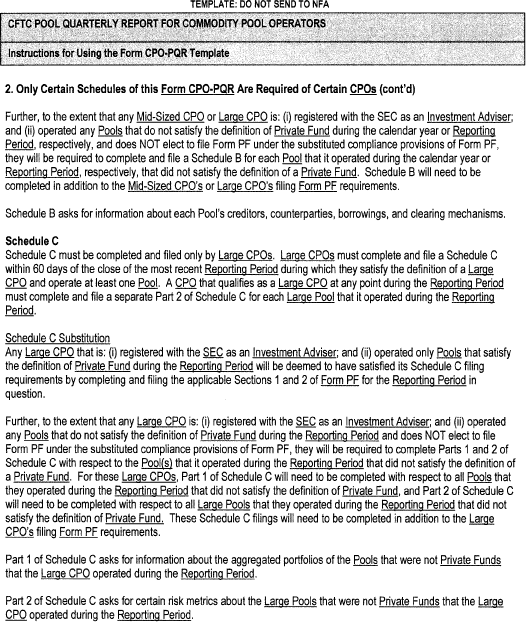 TEMPLATE: DO NOT SEND TO NFA
CFTC POOL QUARTERLY REPORT FOR COMMODITY POOL OPERATORS
Instructions for Using the Form CPO-PQR Template
2. Only Certain Schedules of this Form CPO-PQR Are Required of Certain CPOs (cont'd)
Further, to the extent that any Mid-Sized CPO or Large CPO is: (i) registered with the SEC as an Investment Adviser;
and (ii) operated any Pools that do not satisfy the definition of Private Fund during the calendar year or Reporting
Period, respectively, and does NOT elect to file Form PF under the substituted compliance provisions of Form PF,
they will be required to complete and file a Schedule B for each Pool that it operated during the calendar year or
Reporting Period, respectively, that did not satisfy the definition of a Private Fund. Schedule B will need to be
completed in addition to the Mid-Sized CPO's or Large CPO's filing Form PF requirements.
Schedule B asks for information about each Pool's creditors, counterparties, borrowings, and clearing mechanisms.
Schedule C
Schedule C must be completed and filed only by Large CPOs. Large CPOs must complete and file a Schedule C
within 60 days of the close of the most recent Reporting Period during which they satisfy the definition of a Large
CPO and operate at least one Pool. A CPO that qualifies as a Large CPO at any point during the Reporting Period
must complete and file a separate Part 2 of Schedule C for each Large Pool that it operated during the Reporting
Period.
Schedule C Substitution
Any Large CPO that is: (i) registered with the SEC as an Investment Adviser; and (ii) operated only Pools that satisfy
the definition of Private Fund during the Reporting Period will be deemed to have satisfied its Schedule C filing
requirements by completing and filing the applicable Sections 1 and 2 of Form PF for the Reporting Period in
question.
Further, to the extent that any Large CPO is: (i) registered with the SEC as an Investment Adviser; and (ii) operated
any Pools that do not satisfy the definition of Private Fund during the Reporting Period and does NOT elect to file
Form PF under the substituted compliance provisions of Form PF, they will be required to complete Parts 1 and 2 of
Schedule C with respect to the Pool(s) that it operated during the Reporting Period that did not satisfy the definition of
a Private Fund. For these Large CPOs, Part 1 of Schedule C will need to be completed with respect to all Pools that
they operated during the Reporting Period that did not satisfy the definition of Private Fund, and Part 2 of Schedule C
will need to be completed with respect to all Large Pools that they operated during the Reporting Period that did not
satisfy the definition of Private Fund. These Schedule C filings will need to be completed in addition to the Large
CPO's filing Form PF requirements.
Part 1 of Schedule C asks for information about the aggregated portfolios of the Pools that were not Private Funds
that the Large CPO operated during the Reporting Period.
Part 2 of Schedule C asks for certain risk metrics about the Large Pools that were not Private Funds that the Large
CPO operated during the Reporting Period.